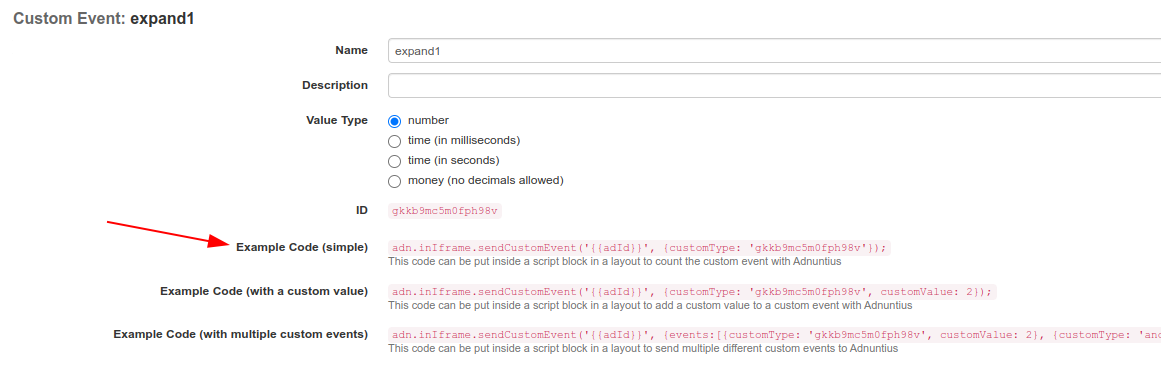 Custom Event: expand1
Name expand1
Description
Value Type number
time (in milliseconds)
time (in seconds)
money (no decimals allowed)
ID gkkb9mc5m0fph98v
Example Code (simple) adn.inIframe.sendCustomEvent('{{adId}}', {customType: 'gkkb9mc5m0fph98v'});
This code can be put inside a script block in a layout to count the custom event with Adnuntius
Example Code (with a custom value) adn.inIframe.sendCustomEvent('{{adId}}', {customType: 'gkkb9mc5m0fph98v', customValue: 2});
This code can be put inside a script block in a layout to add a custom value to a custom event with Adnuntius
Example Code (with multiple custom events) adn.inIframe.sendCustomEvent('{{adId}}', {events:[{customType: 'gkkb9mc5m0fph98v', customValue: 2}, {customType: 'ano
This code can be put inside a script block in a layout to send multiple different custom events to Adnuntius